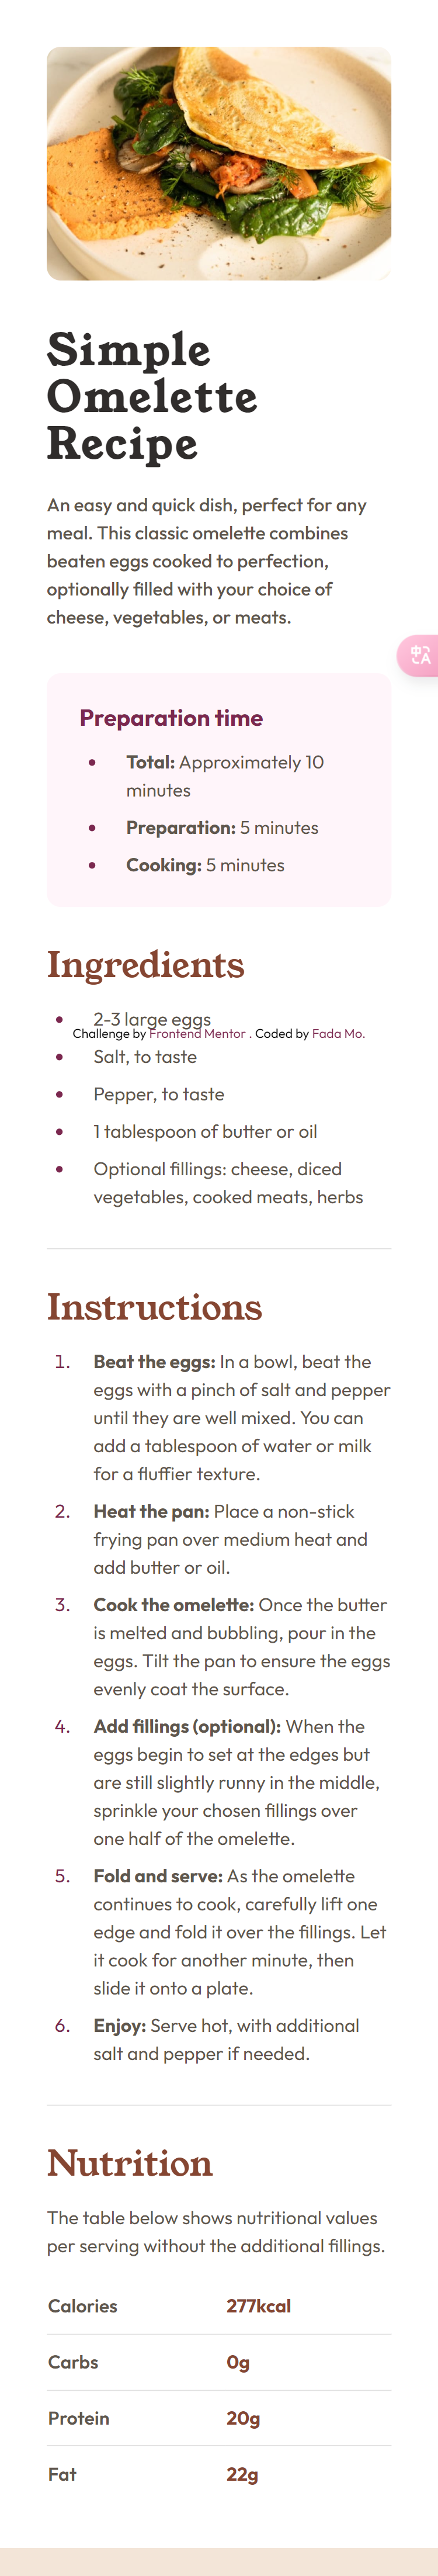 Simple
Omelette
Recipe
An easy and quick dish, perfect for any
meal. This classic omelette combines
beaten eggs cooked to perfection,
optionally filled with your choice of
cheese, vegetables, or meats.
中A
Preparation time
• Total: Approximately 10
minutes
• Preparation: 5 minutes
• Cooking: 5 minutes
Ingredients
• 2-3 large eggs
Challenge by Frontend Mentor . Coded by Fada Mo.
• Salt, to taste
• Pepper, to taste
• 1 tablespoon of butter or oil
• Optional fillings: cheese, diced
vegetables, cooked meats, herbs
Instructions
1. Beat the eggs: In a bowl, beat the
eggs with a pinch of salt and pepper
until they are well mixed. You can
add a tablespoon of water or milk
for a fluffier texture.
2. Heat the pan: Place a non-stick
frying pan over medium heat and
add butter or oil.
3. Cook the omelette: Once the butter
is melted and bubbling, pour in the
eggs. Tilt the pan to ensure the eggs
evenly coat the surface.
4. Add fillings (optional): When the
eggs begin to set at the edges but
are still slightly runny in the middle,
sprinkle your chosen fillings over
one half of the omelette.
5. Fold and serve: As the omelette
continues to cook, carefully lift one
edge and fold it over the fillings. Let
it cook for another minute, then
slide it onto a plate.
6. Enjoy: Serve hot, with additional
salt and pepper if needed.
Nutrition
The table below shows nutritional values
per serving without the additional fillings.
Calories 277kcal
Carbs 0g
Protein 20g
Fat 22g